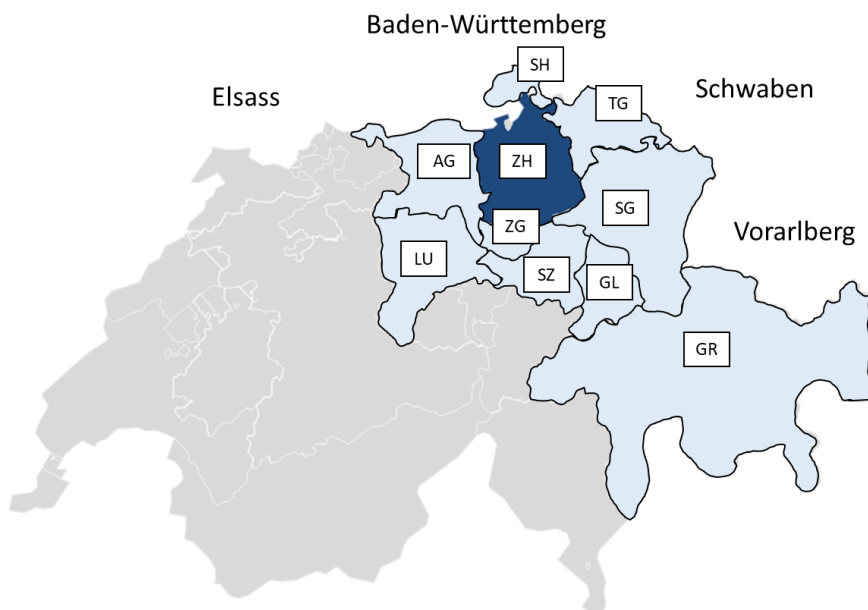 Baden-Württemberg
SH
Elsass
Schwaben
TG
AG
ZH
SG
ZG
Vorarlberg
LU
SZ
GL
GR